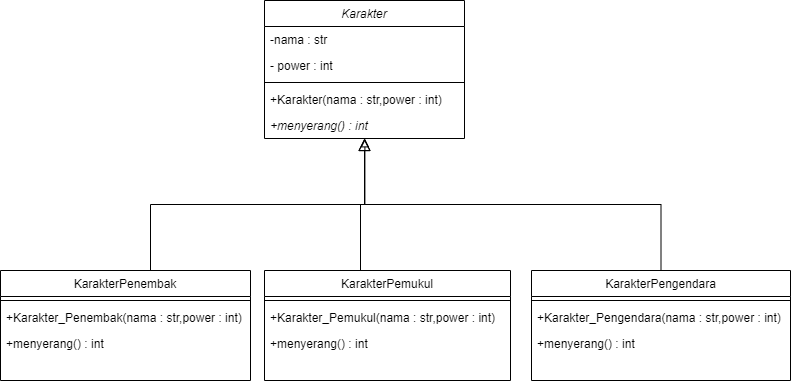 Karakter
-nama : str
- power : int
+Karakter(nama : str,power : int)
+menyerang() : int
KarakterPenembak
+Karakter_Penembak(nama : str,power : int)
+menyerang() : int
KarakterPemukul
+Karakter_Pemukul(nama : str,power : int)
+menyerang() : int
KarakterPengendara
+Karakter_Pengendara(nama : str,power : int)
+menyerang() : int